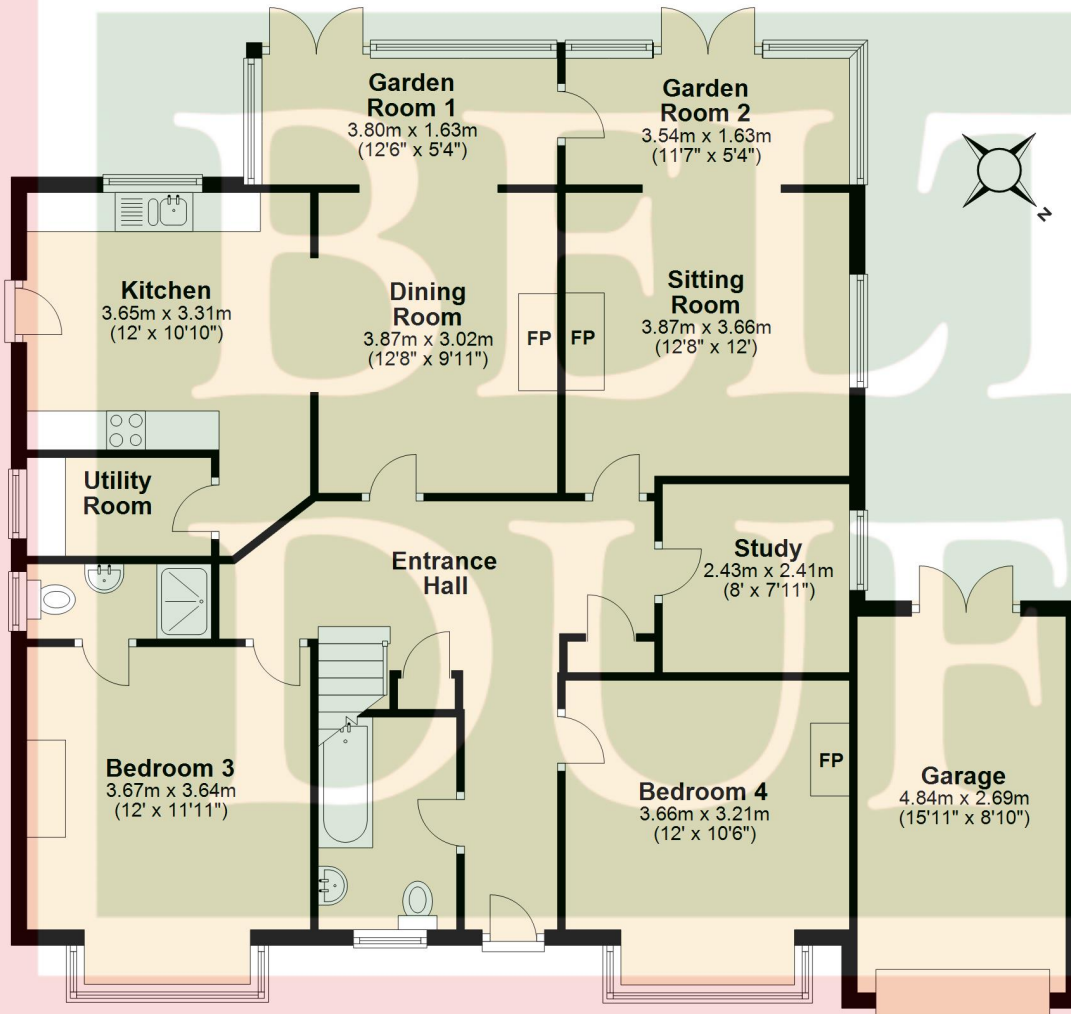 Garden
Room 1
3.80m x 1.63m
(12'6" x 5'4")
Garden
Room 2
3.54m x 1.63m
(11'7" x 5'4")
N
Kitchen
3.65m x 3.31m
(12' x 10'10")
Dining
Room
3.87m x 3.02m
(12'8" x 9'11")
FP
FP
Sitting
Room
3.87m x 3.66m
(12'8" x 12')
Utility
Room
Entrance
Hall
Study
2.43m x 2.41m
(8' x 7'11")
Bedroom 3
3.67m x 3.64m
(12' x 11'11")
Bedroom 4
3.66m x 3.21m
(12' x 10'6")
FP
Garage
4.84m x 2.69m
(15'11" x 8'10")
BELT
DUF